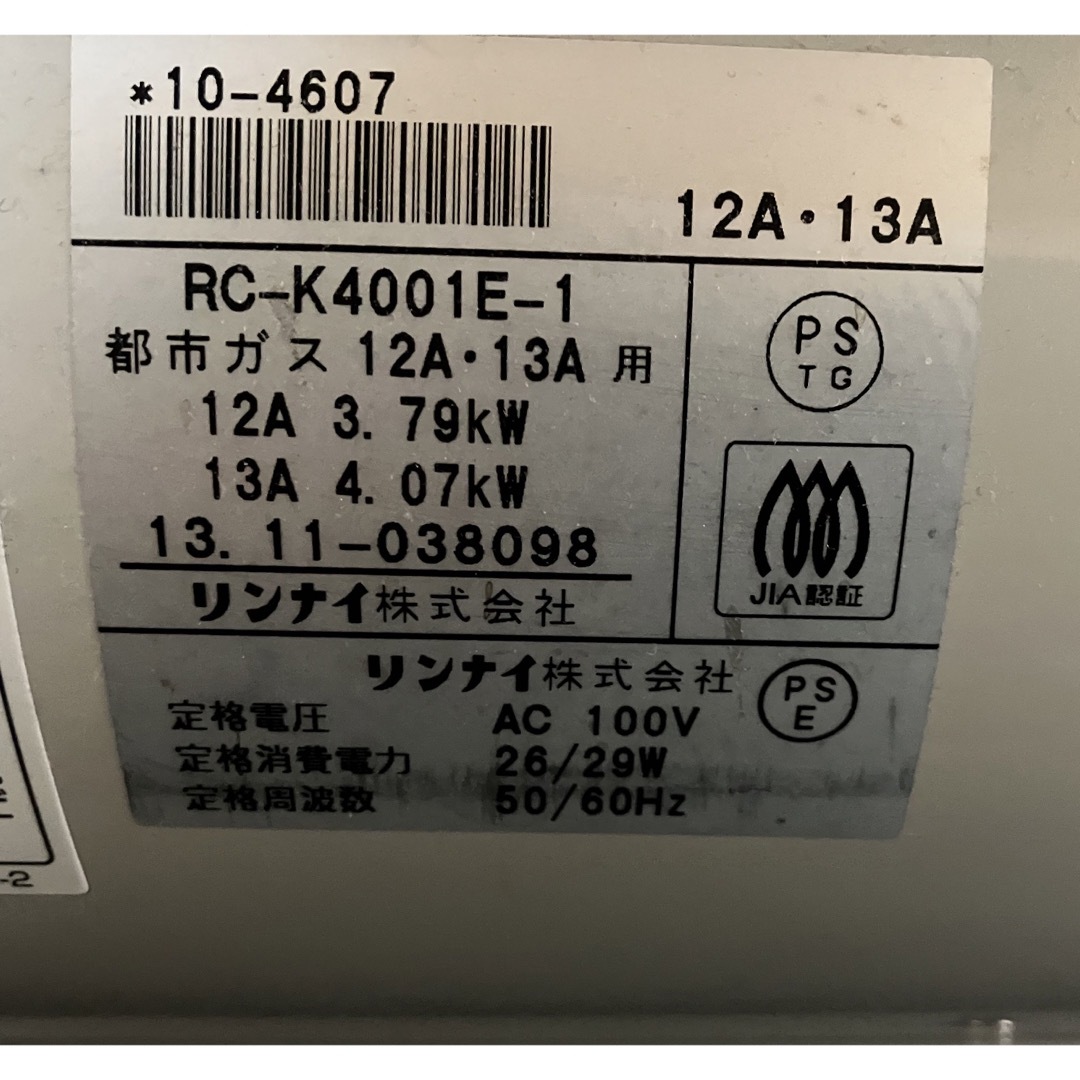 *10-4607
12A・13A
RC-K4001E-1
都市ガス 12A・13A 用
12A 3.79kW
13A 4.07kW
13.11-038098
リンナイ株式会社
PS
TG
JIA認証
リンナイ株式会社
PS
E
定格電圧 AC 100V
定格消費電力 26/29W
定格周波数 50/60Hz
-2